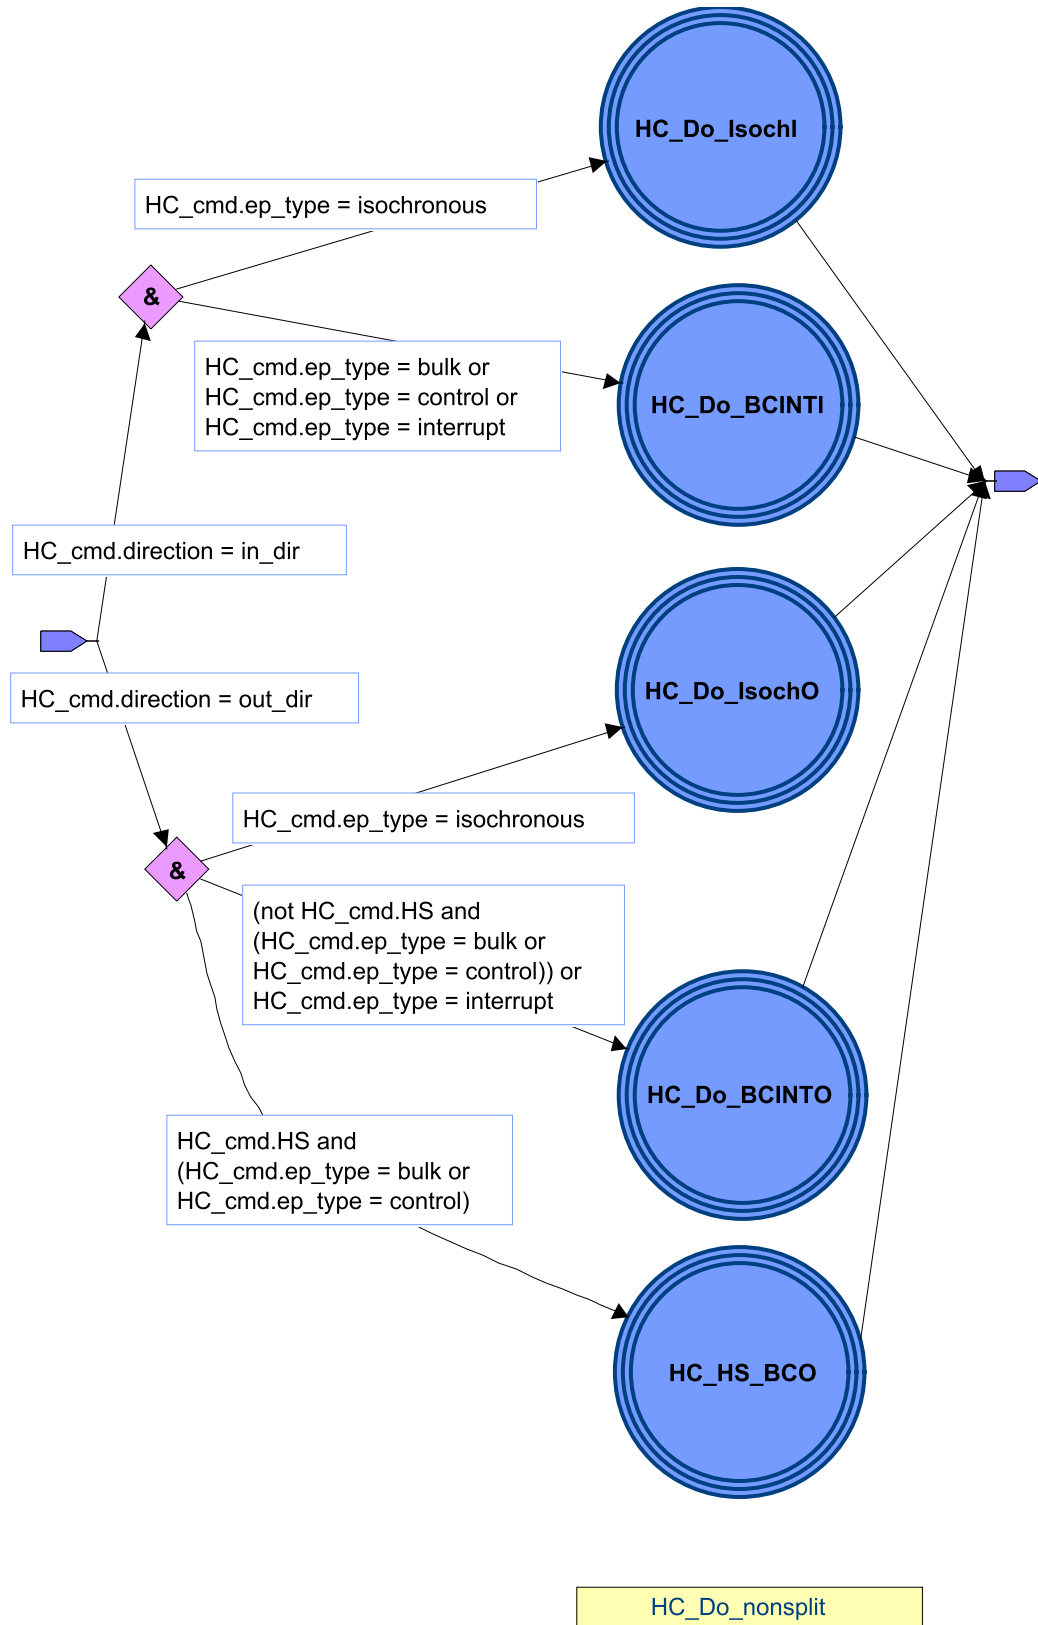 HC_Do_IsochI
HC_cmd.ep_type = isochronous
&
HC_cmd.ep_type = bulk or
HC_cmd.ep_type = control or
HC_cmd.ep_type = interrupt
HC_Do_BCINTI
HC_cmd.direction = in_dir
HC_cmd.direction = out_dir
HC_Do_IsochO
HC_cmd.ep_type = isochronous
&
(not HC_cmd.HS and
(HC_cmd.ep_type = bulk or
HC_cmd.ep_type = control)) or
HC_cmd.ep_type = interrupt
HC_Do_BCINTO
HC_cmd.HS and
(HC_cmd.ep_type = bulk or
HC_cmd.ep_type = control)
HC_HS_BCO
HC_Do_nonsplit